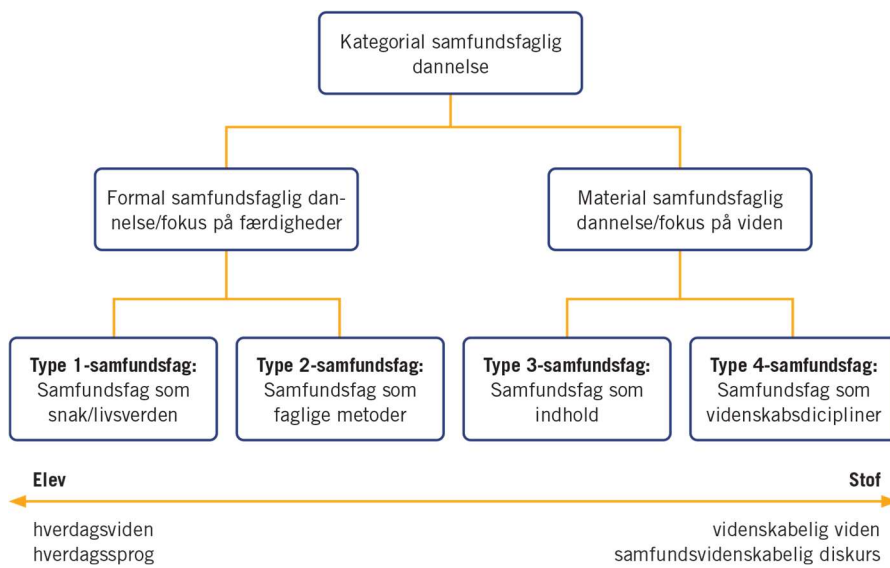 Kategorial samfundsfaglig
dannelse
Formal samfundsfaglig dan-
nelse/fokus på færdigheder
Material samfundsfaglig
dannelse/fokus på viden
Type 1-samfundsfag:
Samfundsfag som
snak/livsverden
Type 2-samfundsfag:
Samfundsfag som
faglige metoder
Type 3-samfundsfag:
Samfundsfag som
indhold
Type 4-samfundsfag:
Samfundsfag som
videnskabsdicipliner
Elev
Stof
hverdagsviden
hverdagssprog
videnskabelig viden
samfundsvidenskabelig diskurs